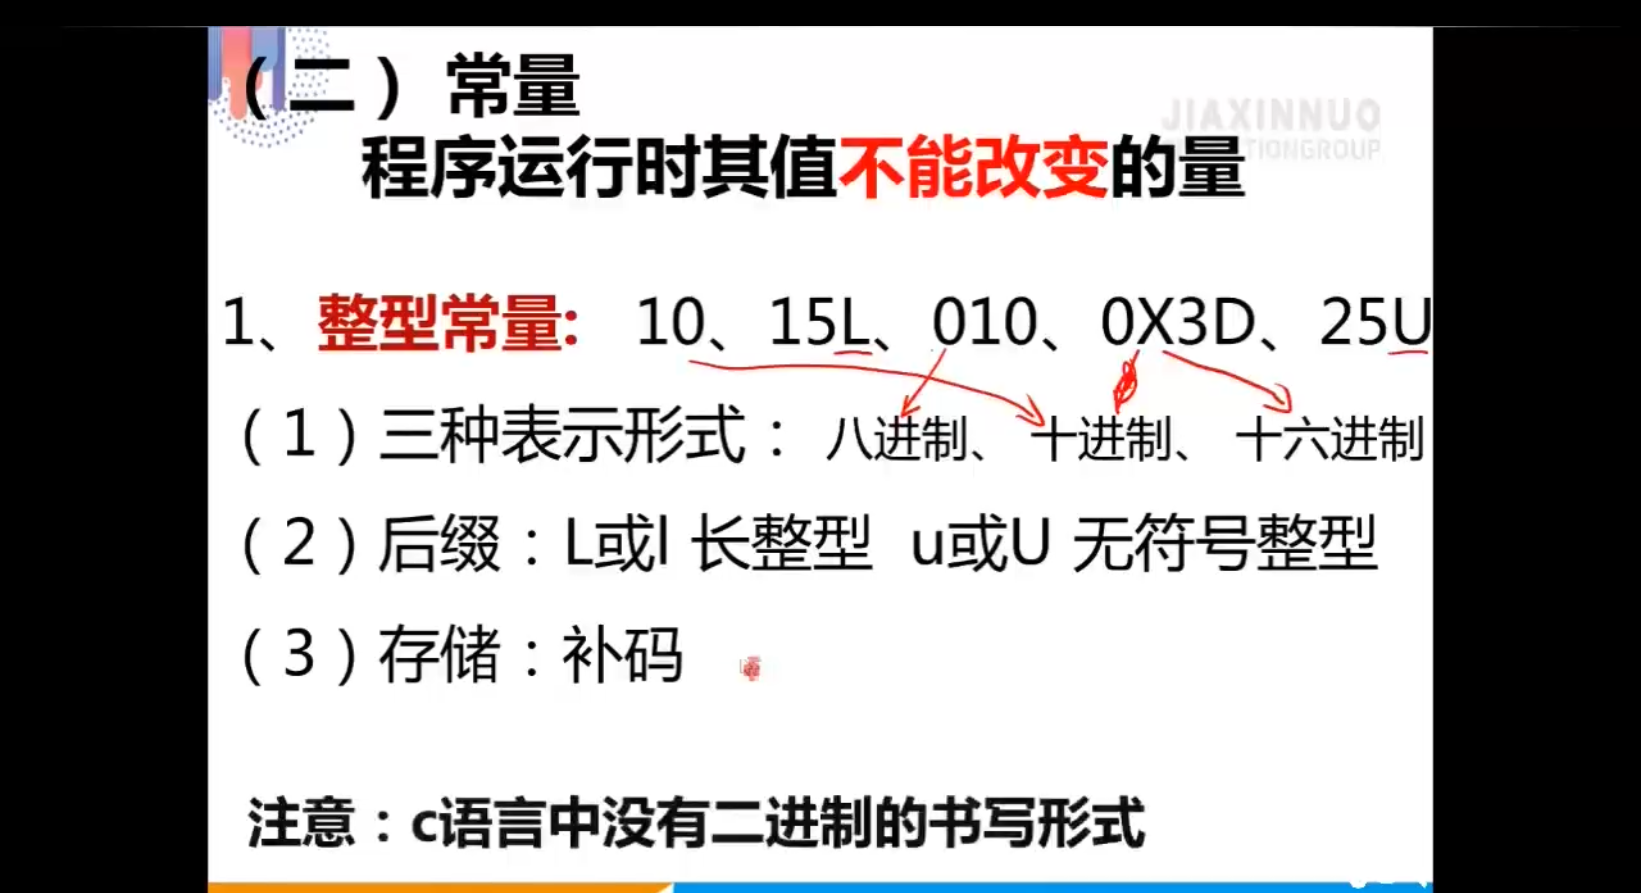 （二）常量
JIAXINNUO
程序运行时其值不能改变的量
TIONGROUP
1、整型常量: 10、15L、010、0X3D、25U
（1）三种表示形式： 八进制、 十进制、 十六进制
（2）后缀：L或l 长整型 u或U 无符号整型
（3）存储：补码
注意：c语言中没有二进制的书写形式